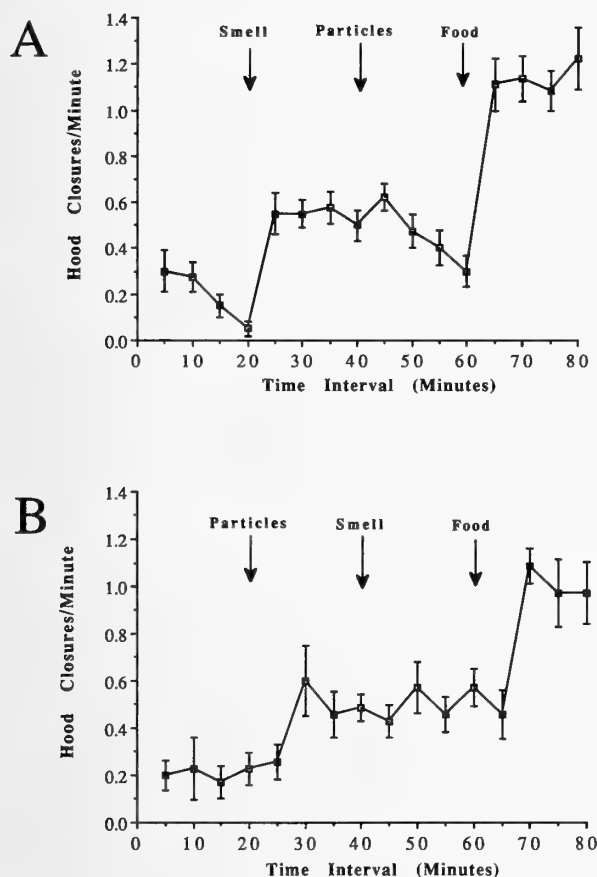 A
Smell Particles Food
1.4
1.2
1.0
0.8
0.6
0.4
0.2
0.0
Hood Closures/Minute
0 10 20 30 40 50 60 70 80
Time Interval (Minutes)
B
Particles Smell Food
1.4
1.2
1.0
0.8
0.6
0.4
0.2
0.0
Hood Closures/Minute
0 10 20 30 40 50 60 70 80
Time Interval (Minutes)